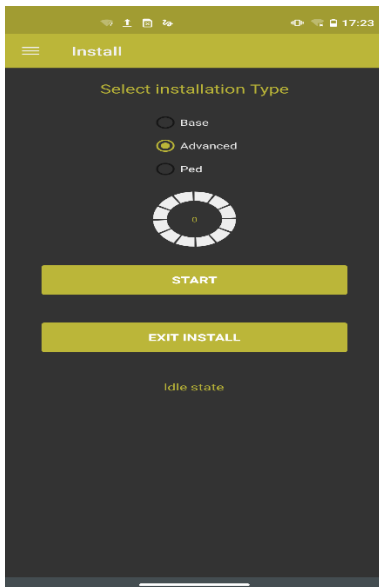 17:23
Install
Select installation Type
Base
Advanced
Ped
0
START
EXIT INSTALL
Idle state